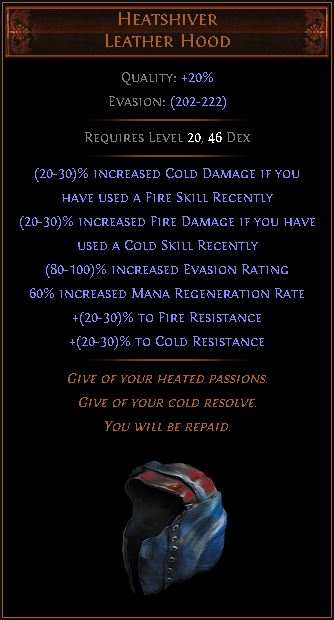 Heatshiver
Leather Hood
Quality: +20%
Evasion: (202-222)
Requires Level 20, 46 Dex
(20-30)% increased Cold Damage if you
have used a Fire Skill Recently
(20-30)% increased Fire Damage if you have
used a Cold Skill Recently
(80-100)% increased Evasion Rating
60% increased Mana Regeneration Rate
+(20-30)% to Fire Resistance
+(20-30)% to Cold Resistance
Give of your heated passions.
Give of your cold resolve.
You will be repaid.